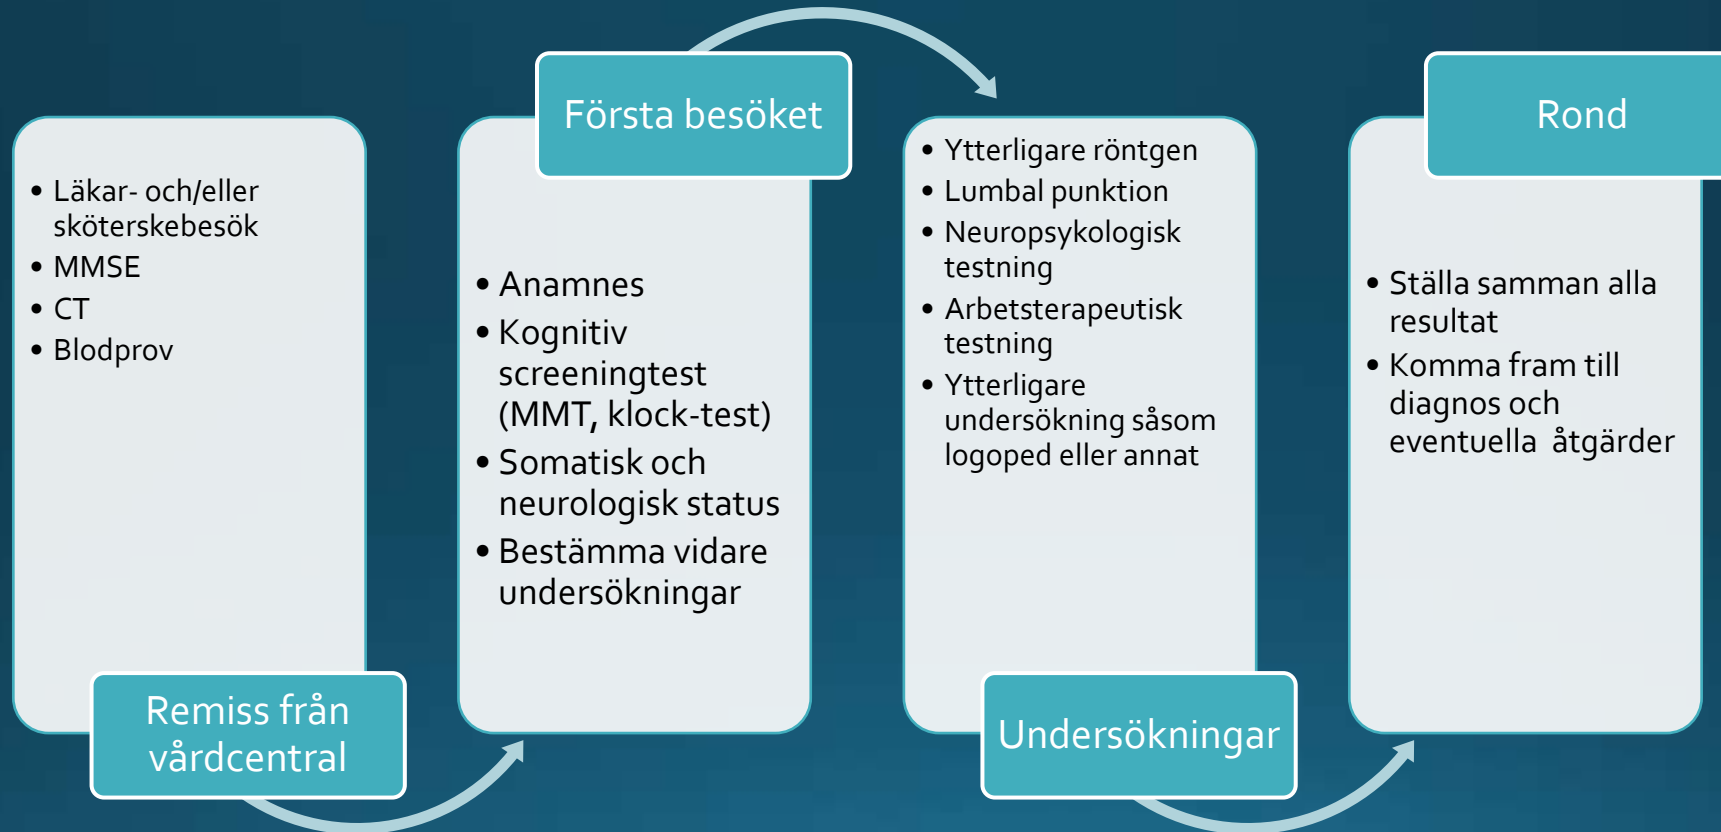 • Läkar- och/eller
sköterskebesök
• MMSE
• CT
• Blodprov
Remiss från
vårdcentral
Första besöket
• Anamnes
• Kognitiv
screeningtest
(MMT, klock-test)
• Somatisk och
neurologisk status
• Bestämma vidare
undersökningar
• Ytterligare röntgen
• Lumbal punktion
• Neuropsykologisk
testning
• Arbetsterapeutisk
testning
• Ytterligare
undersökning såsom
logoped eller annat
Undersökningar
Rond
• Ställa samman alla
resultat
• Komma fram till
diagnos och
eventuella  åtgärder